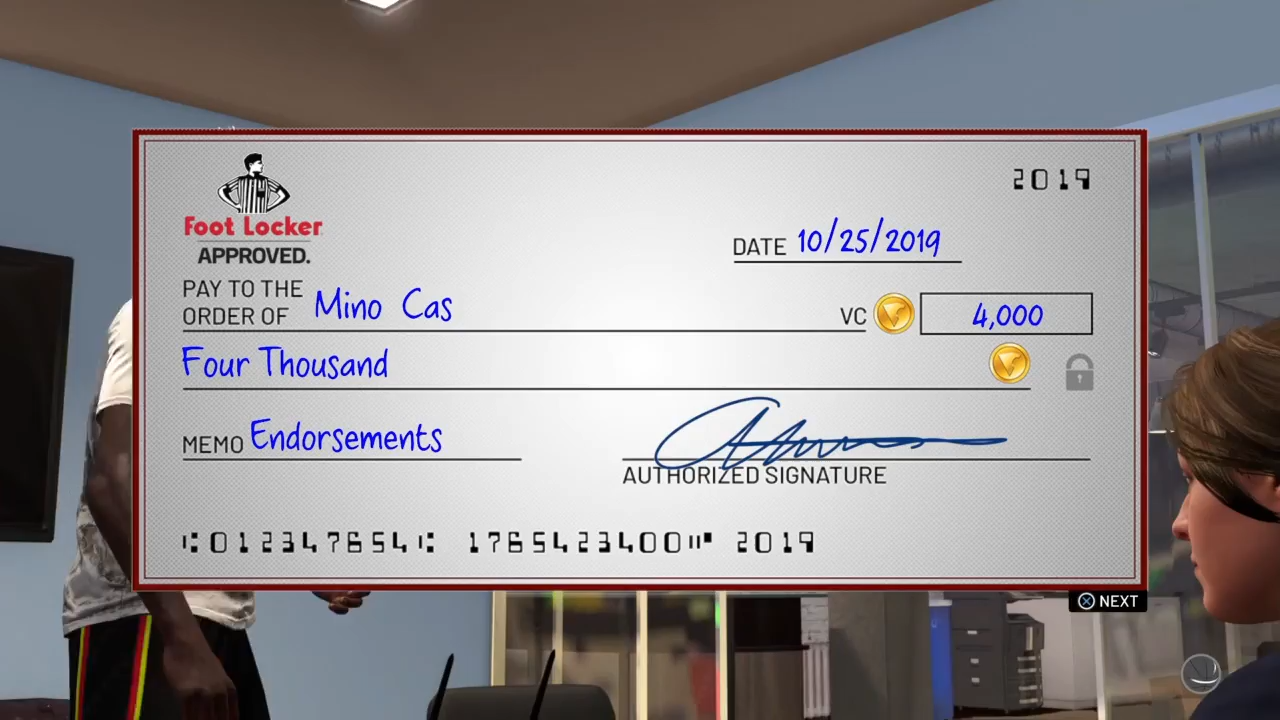 2019
Foot Locker
APPROVED.
DATE 10/25/2019
PAY TO THE
ORDER OF Mino Cas
VC 4,000
Four Thousand
MEMO Endorsements
AUTHORIZED SIGNATURE
⑆012347654⑆ 1765423400⑈ 2019
NEXT